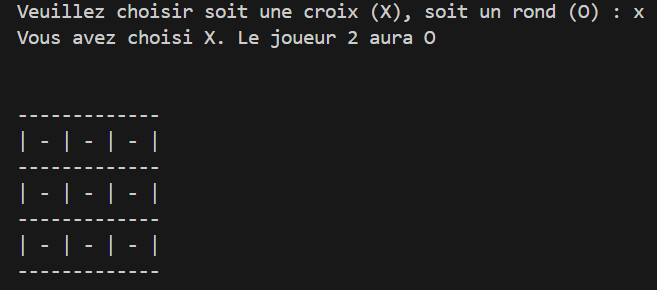 Veuillez choisir soit une croix (X), soit un rond (O) : x
Vous avez choisi X. Le joueur 2 aura O
-------------
| - | - | - |
-------------
| - | - | - |
-------------
| - | - | - |
-------------